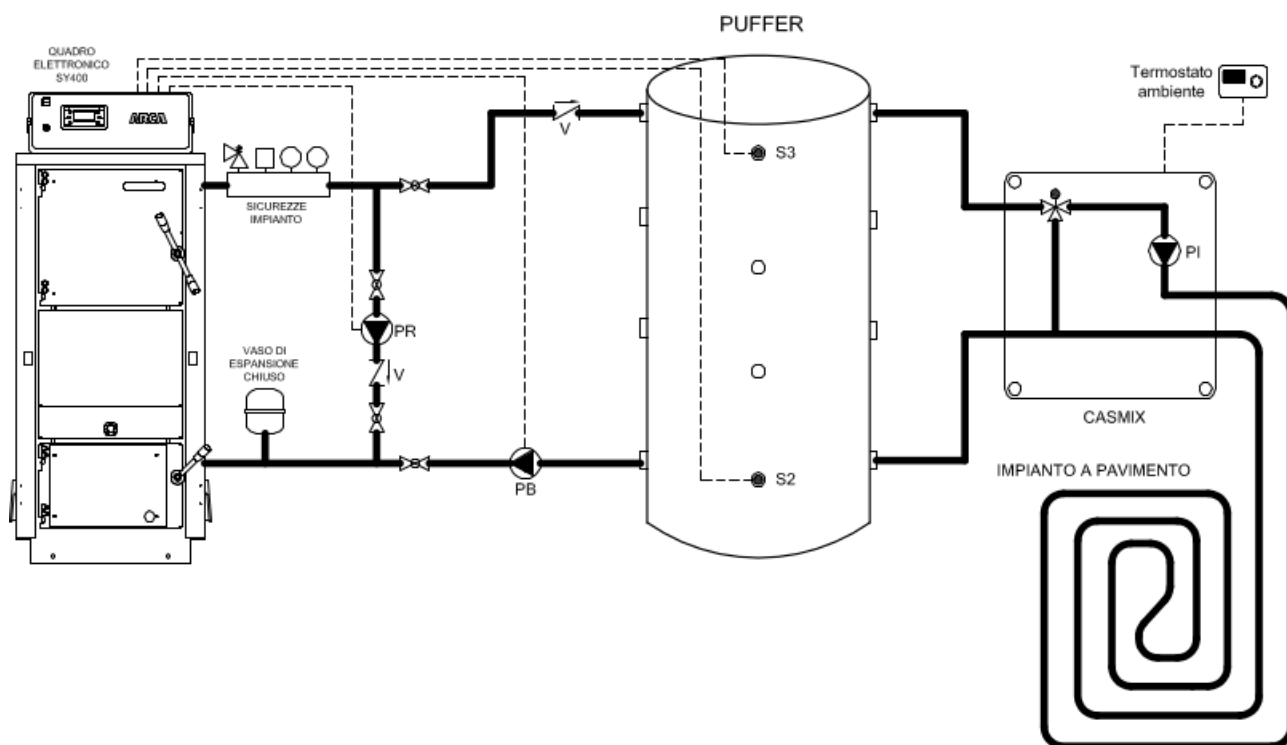 PUFFER
QUADRO
ELETTRONICO
SY400
ARCA
Termostato
ambiente
V
S3
SICUREZZE
IMPIANTO
PI
PR
VASO DI
ESPANSIONE
CHIUSO
V
CASMIX
S2
PB
IMPIANTO A PAVIMENTO